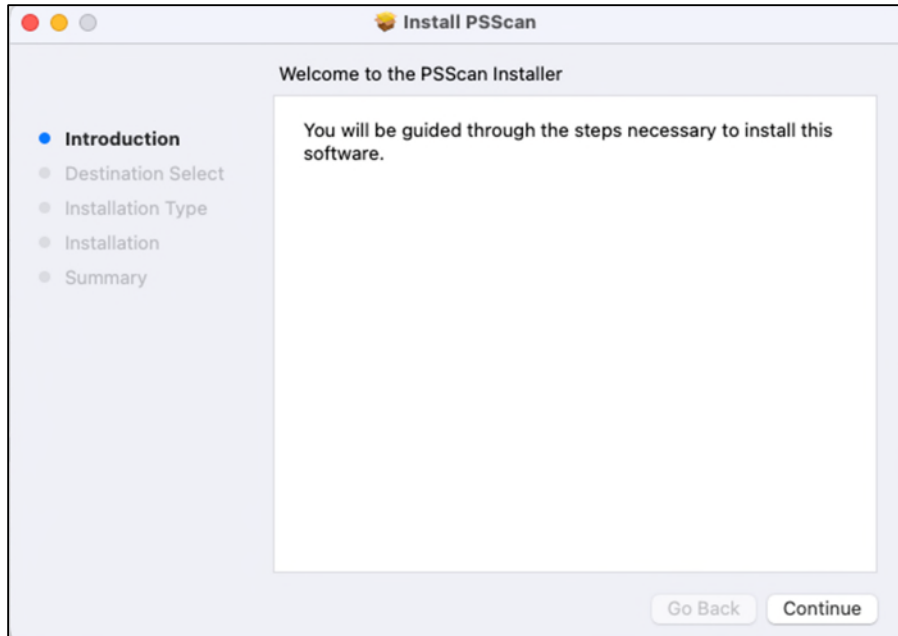 Install PSScan
Welcome to the PSScan Installer
Introduction
Destination Select
Installation Type
Installation
Summary
You will be guided through the steps necessary to install this
software.
Go Back
Continue